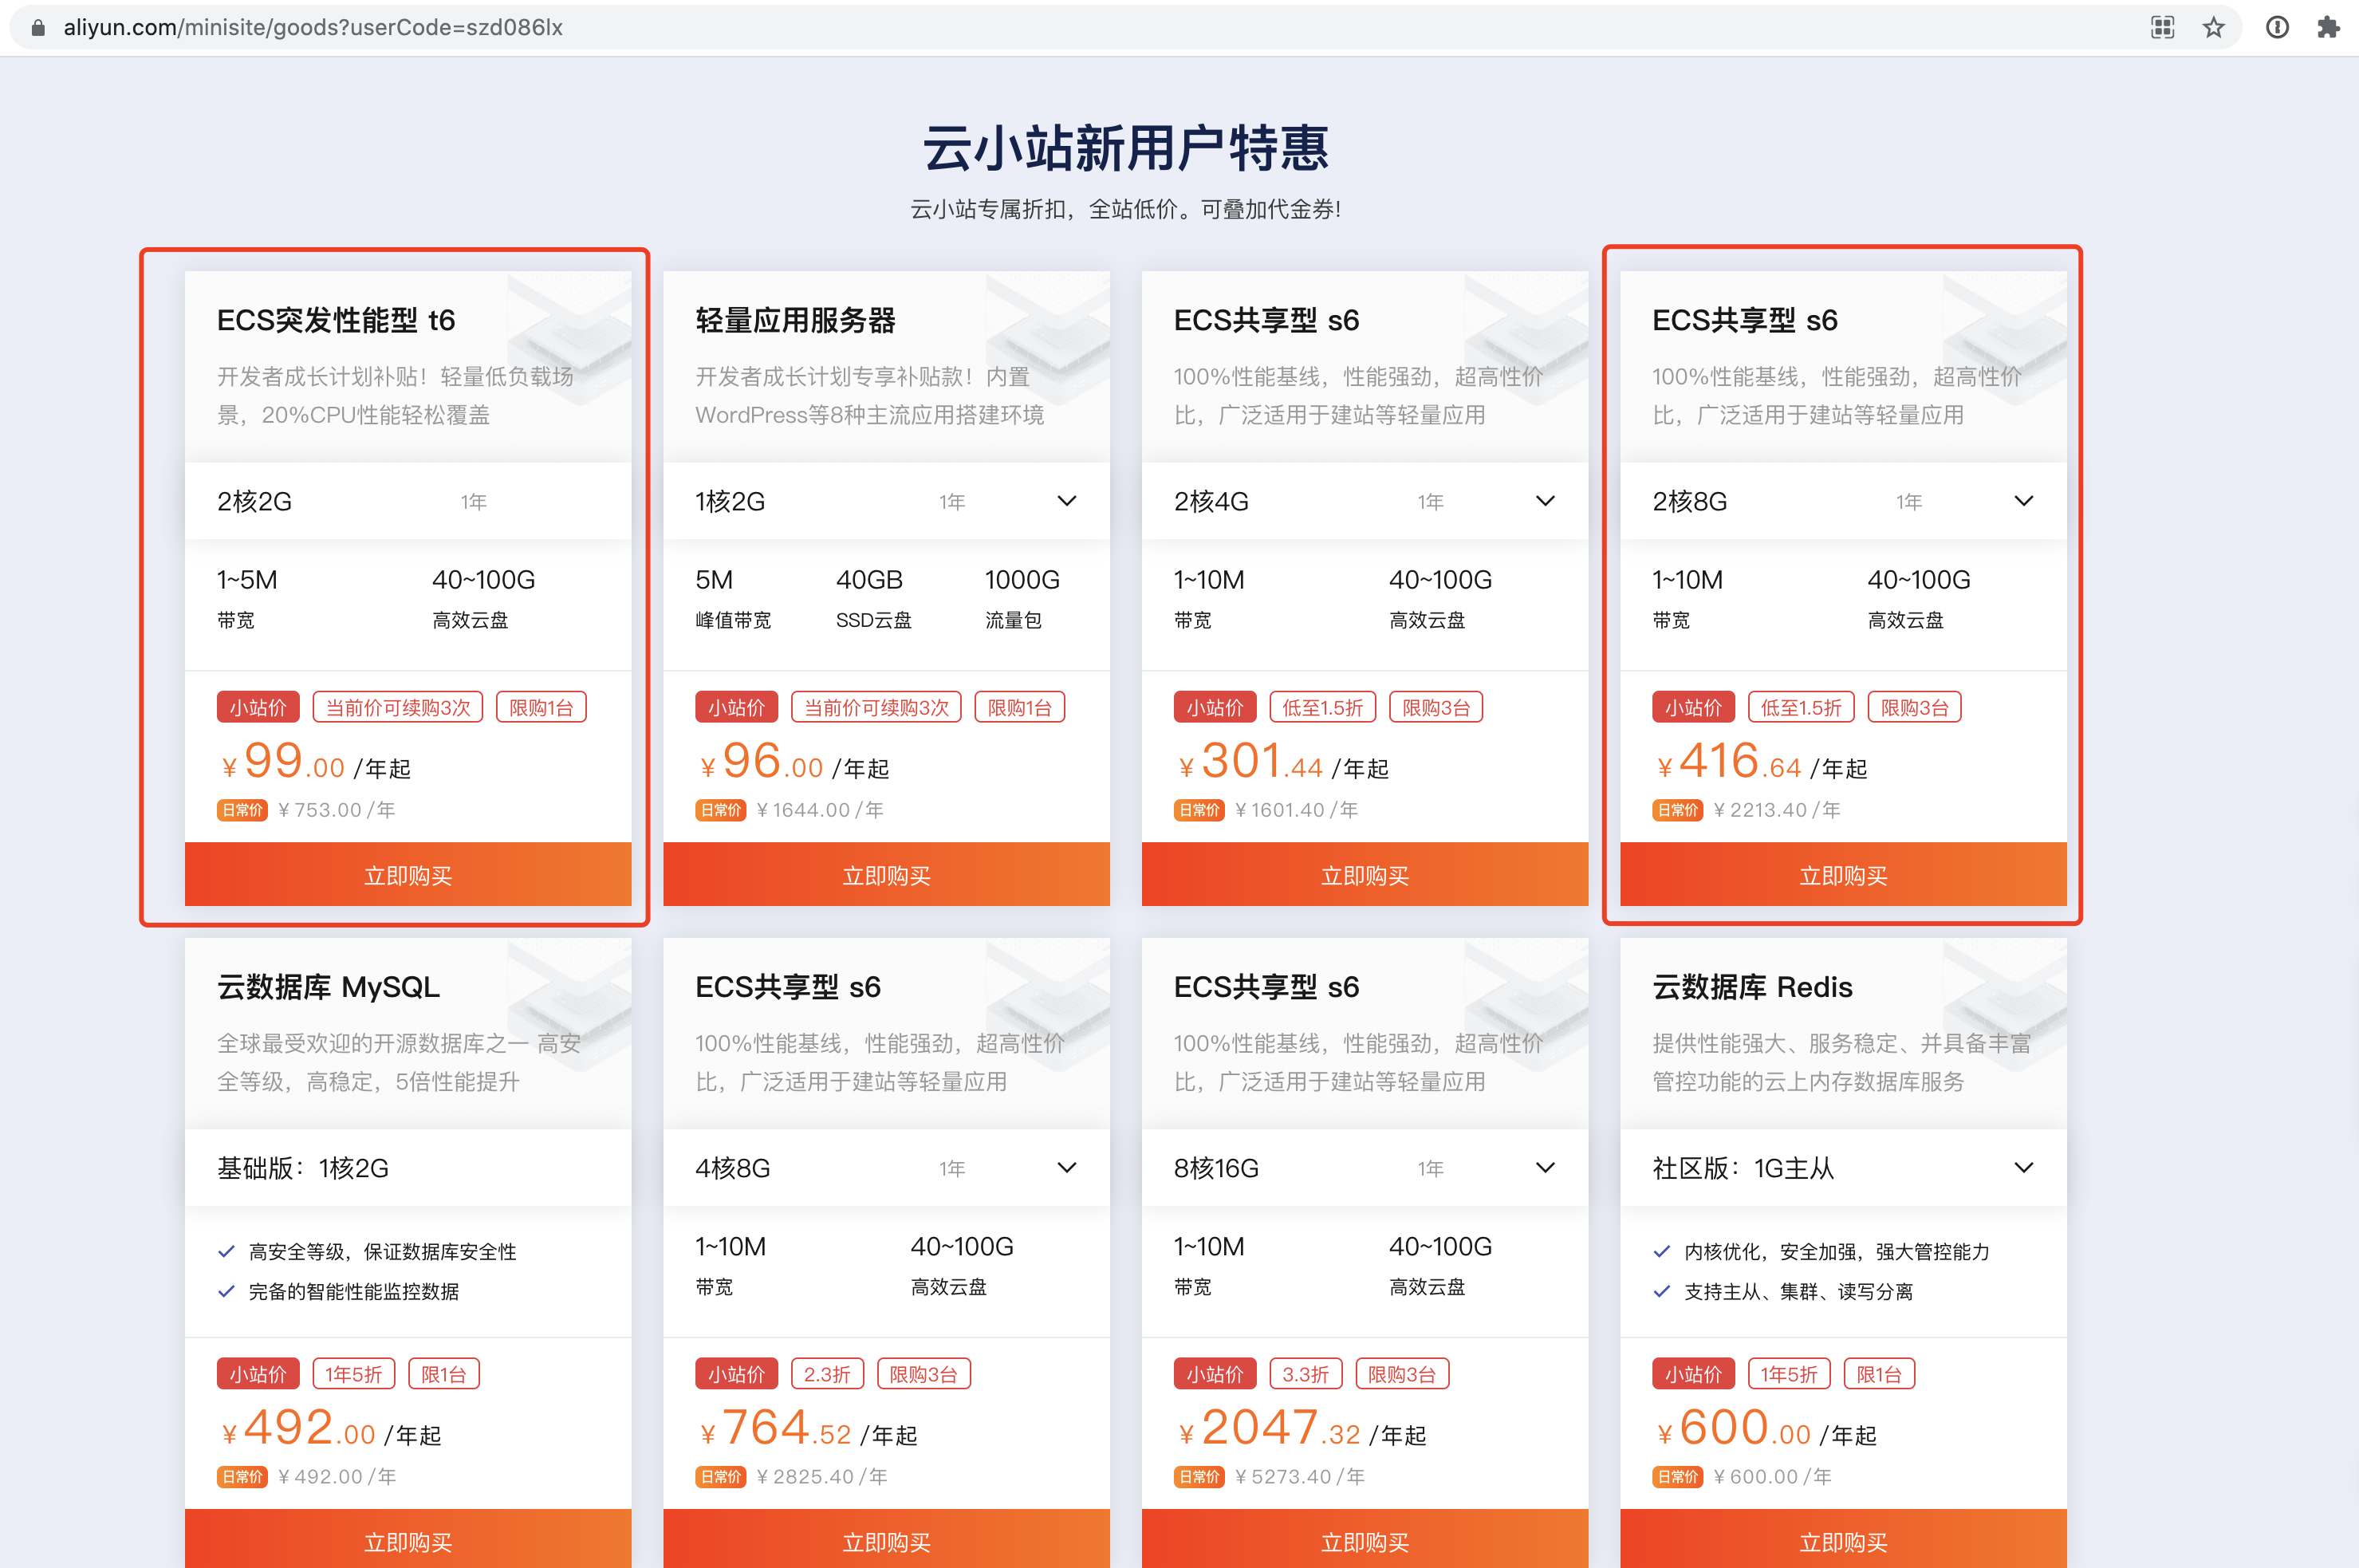 aliyun.com/minisite/goods?userCode=szd086lx
云小站新用户特惠
云小站专属折扣，全站低价。可叠加代金券!
ECS突发性能型 t6
开发者成长计划补贴！轻量低负载场
景，20%CPU性能轻松覆盖
2核2G 1年
1~5M 40~100G
带宽 高效云盘
小站价 当前价可续购3次 限购1台
¥99.00 /年起
日常价 ¥753.00/年
立即购买
轻量应用服务器
开发者成长计划专享补贴款！内置
WordPress等8种主流应用搭建环境
1核2G 1年
5M 40GB 1000G
峰值带宽 SSD云盘 流量包
小站价 当前价可续购3次 限购1台
¥96.00 /年起
日常价 ¥1644.00/年
立即购买
ECS共享型 s6
100%性能基线，性能强劲，超高性价
比，广泛适用于建站等轻量应用
2核4G 1年
1~10M 40~100G
带宽 高效云盘
小站价 低至1.5折 限购3台
¥301.44 /年起
日常价 ¥1601.40/年
立即购买
ECS共享型 s6
100%性能基线，性能强劲，超高性价
比，广泛适用于建站等轻量应用
2核8G 1年
1~10M 40~100G
带宽 高效云盘
小站价 低至1.5折 限购3台
¥416.64 /年起
日常价 ¥2213.40/年
立即购买
云数据库 MySQL
全球最受欢迎的开源数据库之一 高安
全等级，高稳定，5倍性能提升
基础版：1核2G
高安全等级，保证数据库安全性
完备的智能性能监控数据
小站价 1年5折 限1台
¥492.00 /年起
日常价 ¥492.00/年
立即购买
ECS共享型 s6
100%性能基线，性能强劲，超高性价
比，广泛适用于建站等轻量应用
4核8G 1年
1~10M 40~100G
带宽 高效云盘
小站价 2.3折 限购3台
¥764.52 /年起
日常价 ¥2825.40/年
立即购买
ECS共享型 s6
100%性能基线，性能强劲，超高性价
比，广泛适用于建站等轻量应用
8核16G 1年
1~10M 40~100G
带宽 高效云盘
小站价 3.3折 限购3台
¥2047.32 /年起
日常价 ¥5273.40/年
立即购买
云数据库 Redis
提供性能强大、服务稳定、并具备丰富
管控功能的云上内存数据库服务
社区版：1G主从
内核优化，安全加强，强大管控能力
支持主从、集群、读写分离
小站价 1年5折 限1台
¥600.00 /年起
日常价 ¥600.00/年
立即购买